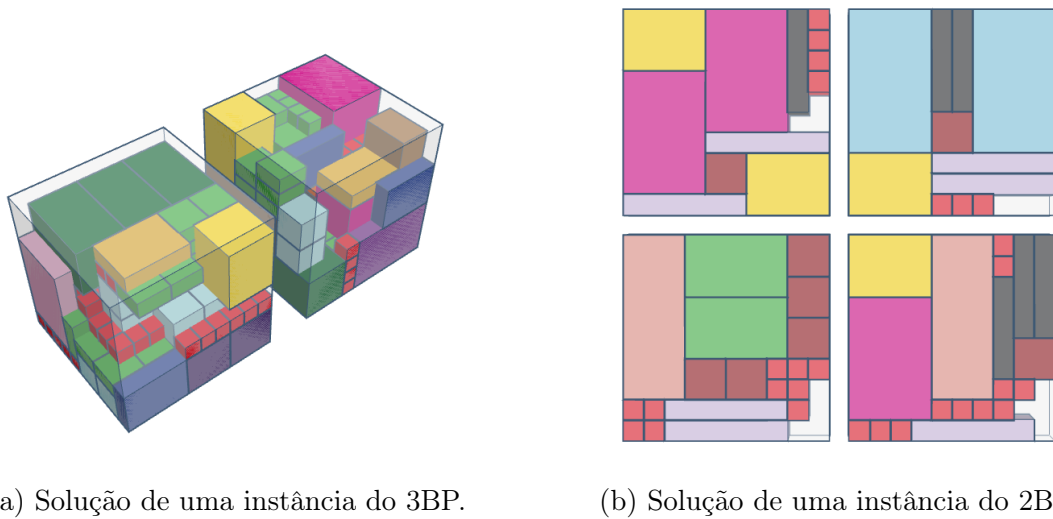 a) Solução de uma instância do 3BP.
(b) Solução de uma instância do 2B